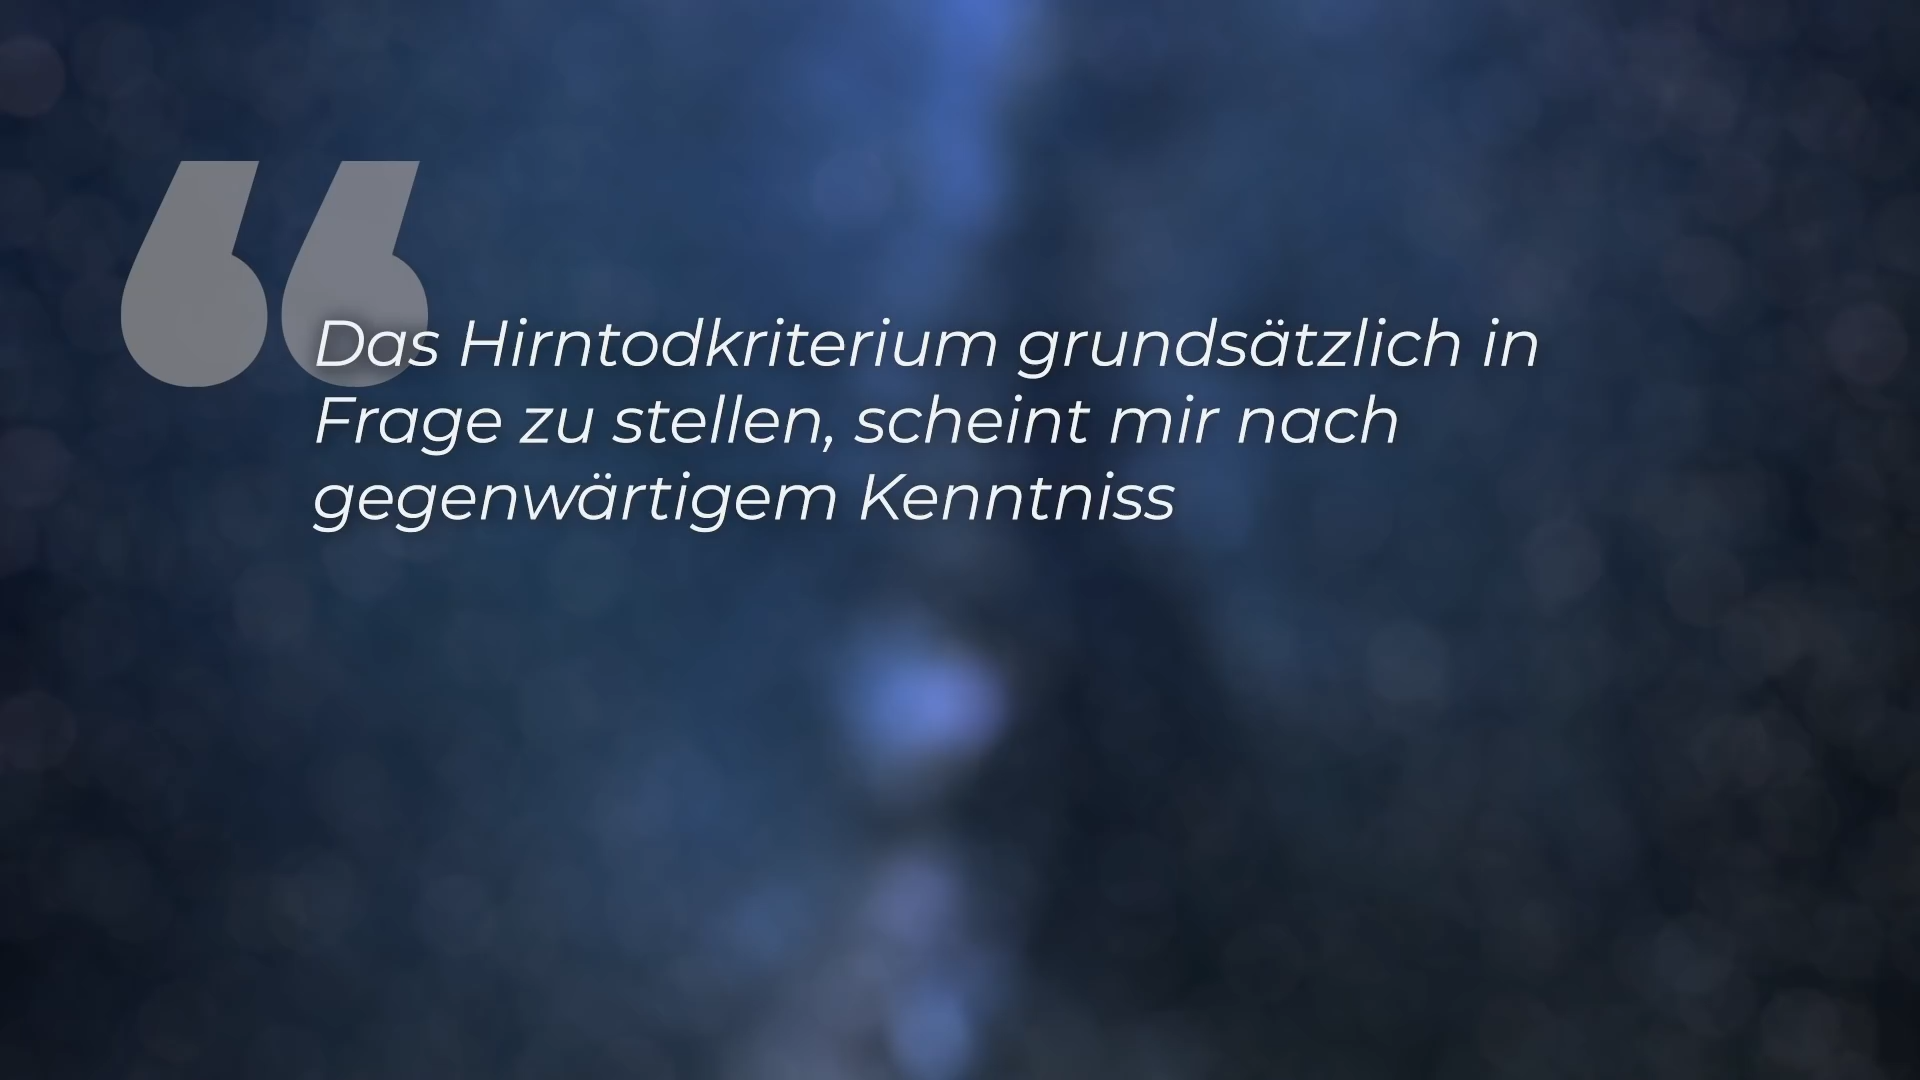 “
Das Hirntodkriterium grundsätzlich in
Frage zu stellen, scheint mir nach
gegenwärtigem Kenntniss